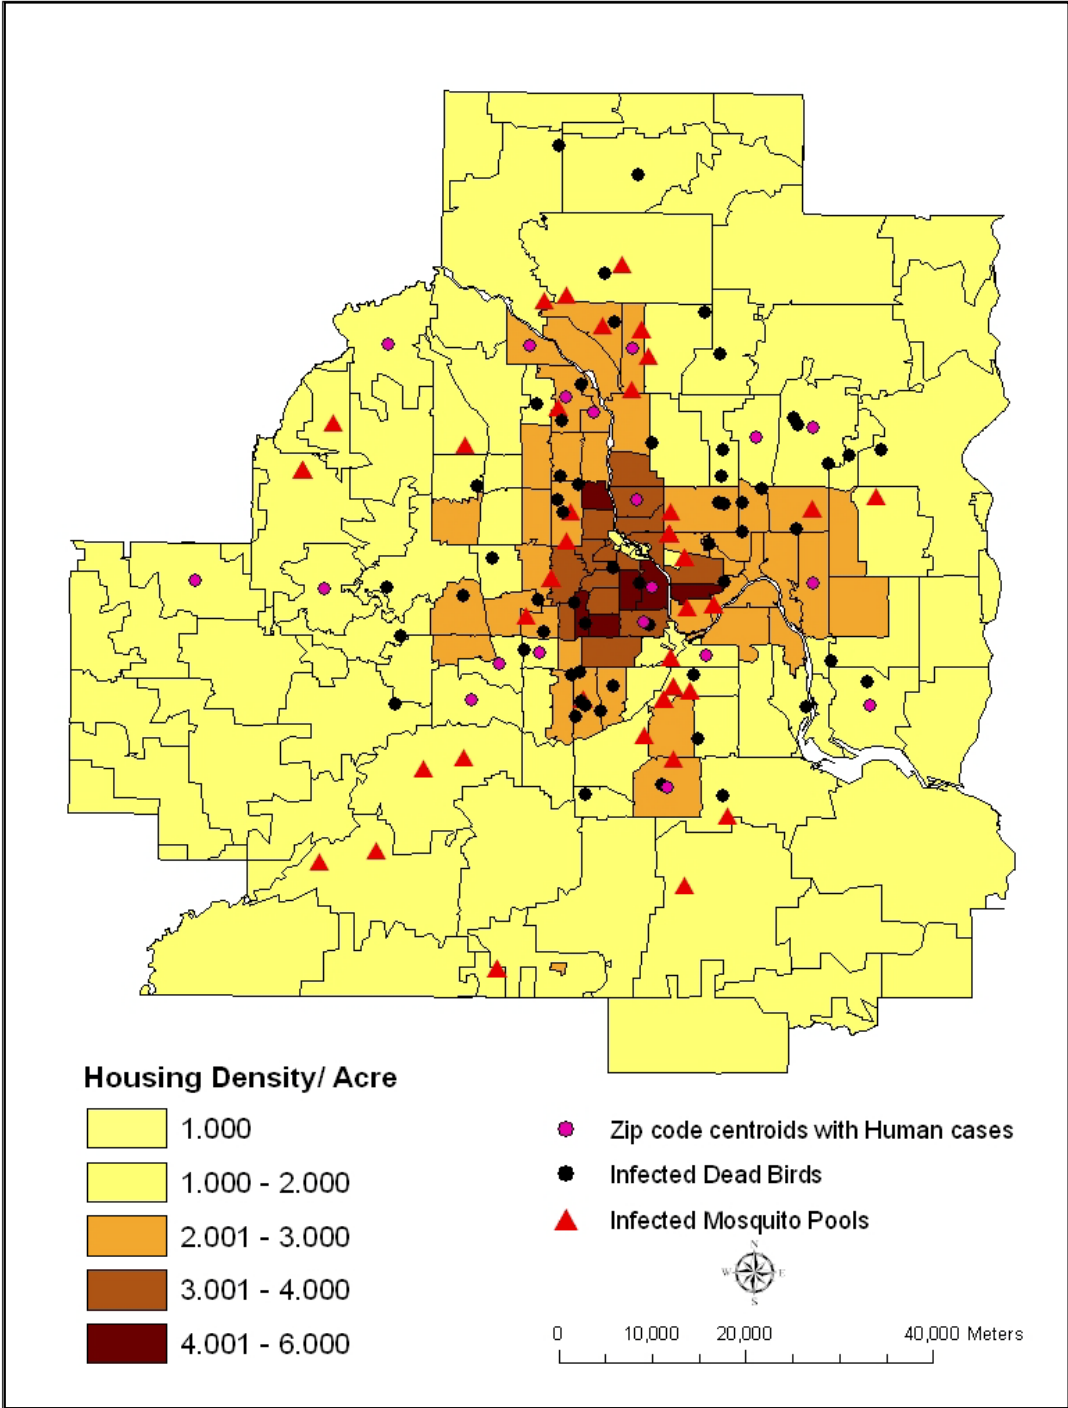 Housing Density/ Acre
1.000
1.000 - 2.000
2.001 - 3.000
3.001 - 4.000
4.001 - 6.000
Zip code centroids with Human cases
Infected Dead Birds
Infected Mosquito Pools
N
W E
S
0 10,000 20,000 40,000 Meters